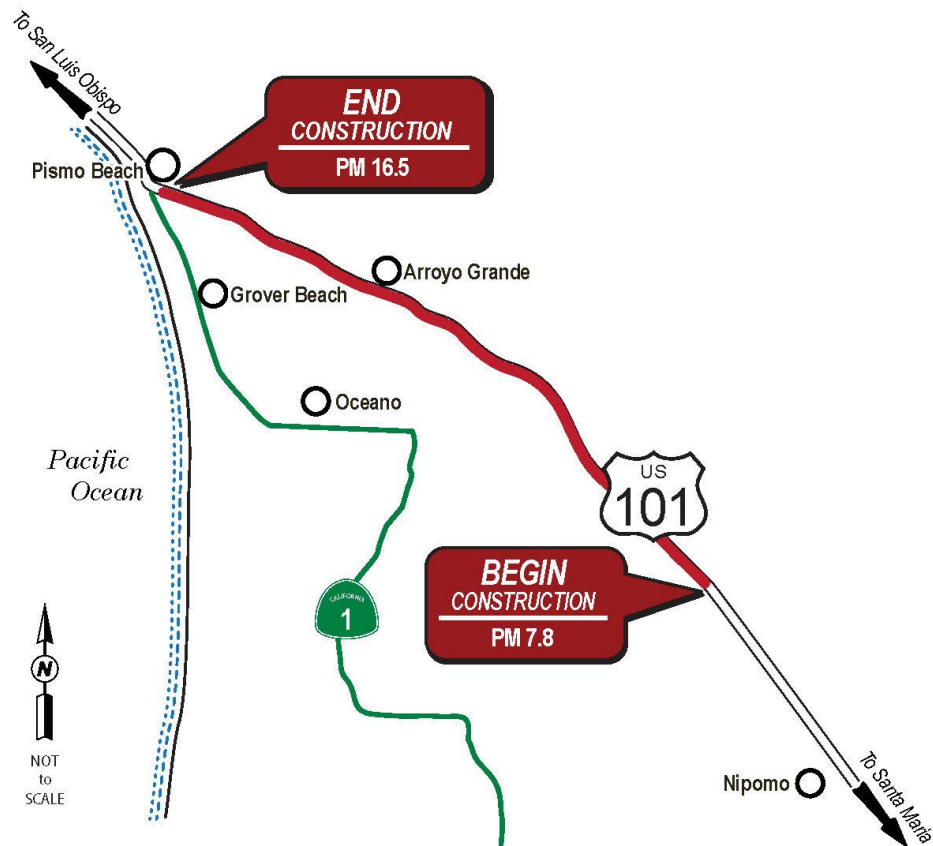 To San Luis Obispo
END
CONSTRUCTION
PM 16.5
Pismo Beach
Arroyo Grande
Grover Beach
Oceano
Pacific
Ocean
US
101
BEGIN
CONSTRUCTION
PM 7.8
CALIFORNIA
1
N
NOT
to
SCALE
Nipomo
To Santa Maria